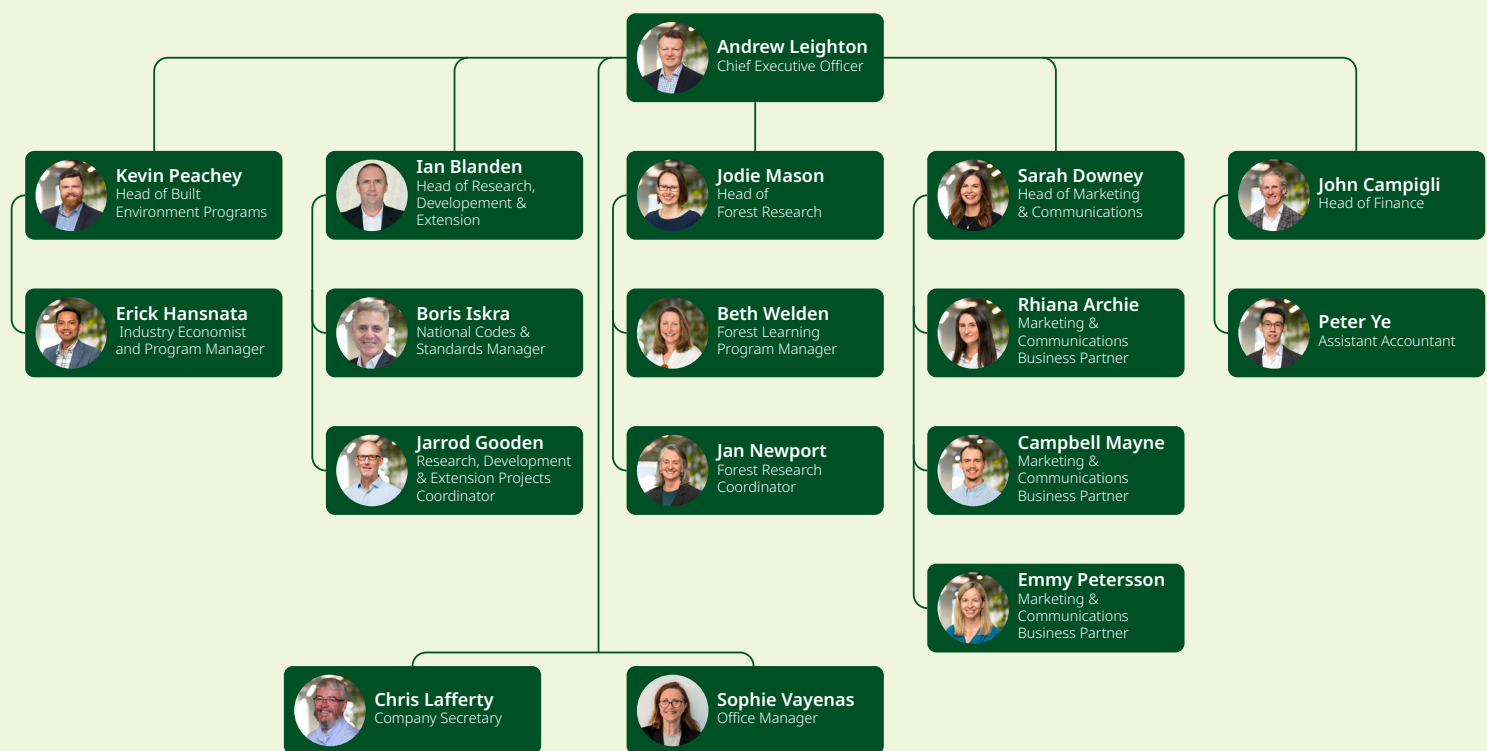 Andrew Leighton
Chief Executive Officer
Kevin Peachey
Head of Built
Environment Programs
Ian Blanden
Head of Research,
Developement &
Extension
Jodie Mason
Head of
Forest Research
Sarah Downey
Head of Marketing
& Communications
John Campigli
Head of Finance
Erick Hansnata
Industry Economist
and Program Manager
Boris Iskra
National Codes &
Standards Manager
Beth Welden
Forest Learning
Program Manager
Rhiana Archie
Marketing &
Communications
Business Partner
Peter Ye
Assistant Accountant
Jarrod Gooden
Research, Development
& Extension Projects
Coordinator
Jan Newport
Forest Research
Coordinator
Campbell Mayne
Marketing &
Communications
Business Partner
Emmy Petersson
Marketing &
Communications
Business Partner
Chris Lafferty
Company Secretary
Sophie Vayenas
Office Manager